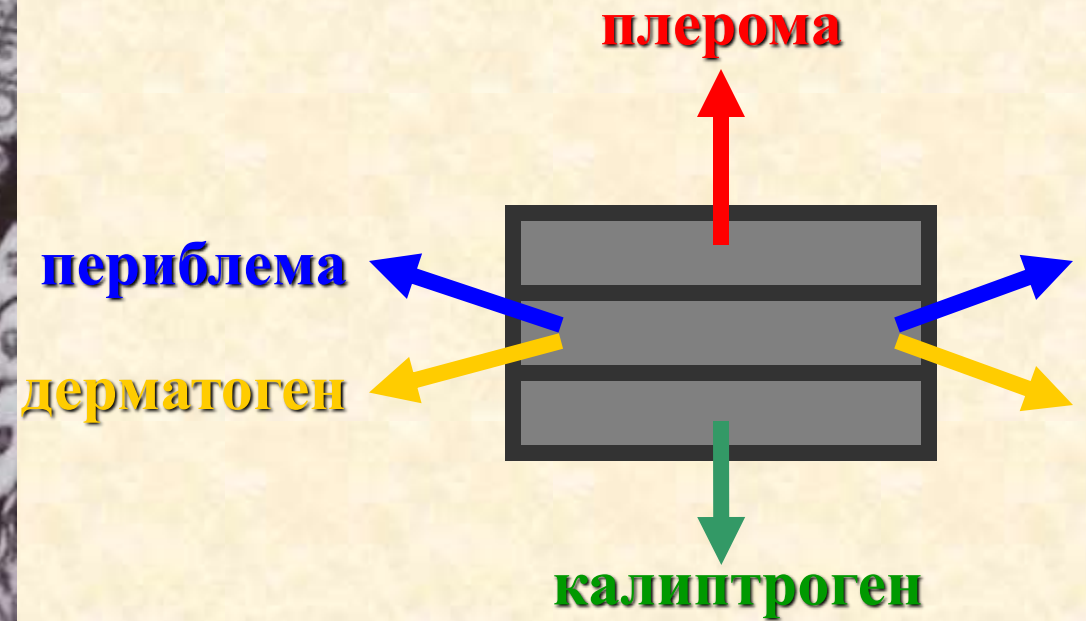 плерома
периблема
дерматоген
калиптроген